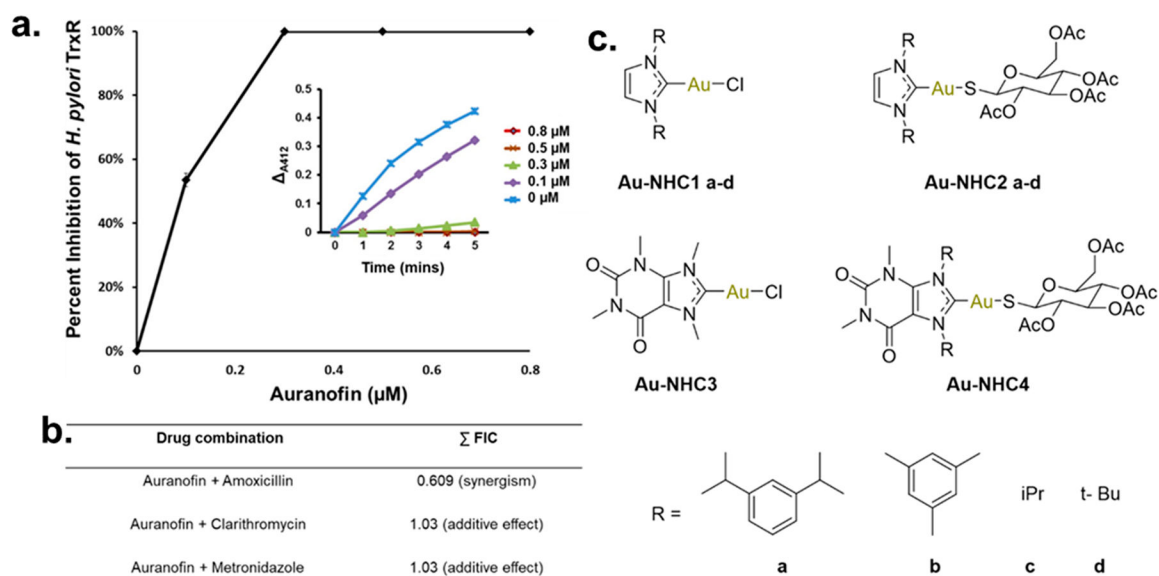 a.
Percent Inhibition of H. pylori TrxR
100%
80%
60%
40%
20%
0%
0
0.2
0.4
0.6
0.8
Auranofin (µM)
Δ A412
0.5
0.4
0.3
0.2
0.1
0
0 1 2 3 4 5
Time (mins)
0.8 µM
0.5 µM
0.3 µM
0.1 µM
0 µM
b.
Drug combination ∑ FIC
Auranofin + Amoxicillin 0.609 (synergism)
Auranofin + Clarithromycin 1.03 (additive effect)
Auranofin + Metronidazole 1.03 (additive effect)
c.
R
N
Au-Cl
N
R
Au-NHC1 a-d
R
N
Au-S
N
R
OAc
O
OAc
OAc
AcO
Au-NHC2 a-d
O
N
N
Au-Cl
N
N
O
Au-NHC3
O
N
N
R
Au-S
N
N
R
O
OAc
O
OAc
OAc
AcO
Au-NHC4
R =
iPr
t- Bu
a b c d